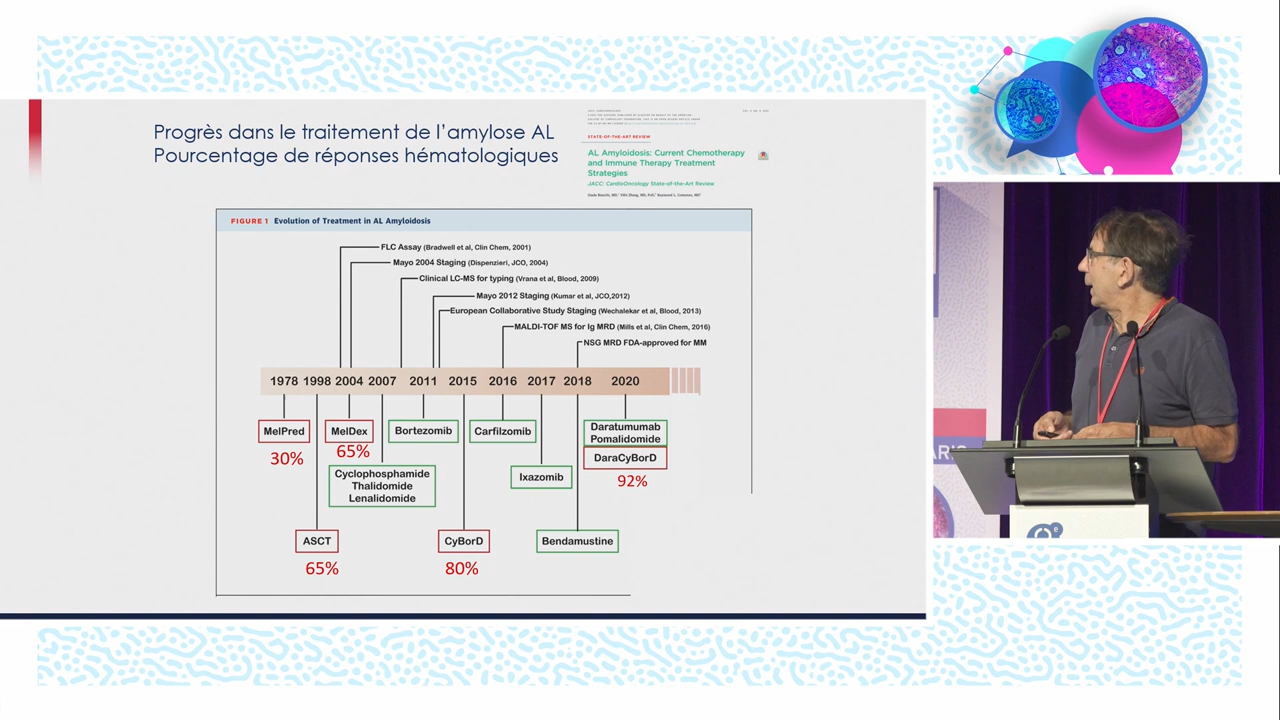 Progrès dans le traitement de l'amylose AL
Pourcentage de réponses hématologiques
STATE-OF-THE-ART REVIEW
AL Amyloidosis: Current Chemotherapy
and Immune Therapy Treatment
Strategies
JACC: CardioOncology State-of-the-Art Review
FIGURE 1 Evolution of Treatment in AL Amyloidosis
FLC Assay (Bradwell et al, Clin Chem, 2001)
Mayo 2004 Staging (Dispenzieri, JCO, 2004)
Clinical LC-MS for typing (Vrana et al, Blood, 2009)
Mayo 2012 Staging (Kumar et al, JCO,2012)
European Collaborative Study Staging (Wechalekar et al, Blood, 2013)
MALDI-TOF MS for Ig MRD (Mills et al, Clin Chem, 2016)
NSG MRD FDA-approved for MM
1978 1998 2004 2007 2011 2015 2016 2017 2018 2020
MelPred
30%
MelDex
65%
Cyclophosphamide
Thalidomide
Lenalidomide
Bortezomib
Carfilzomib
Ixazomib
Daratumumab
Pomalidomide
DaraCyBorD
92%
ASCT
65%
CyBorD
80%
Bendamustine